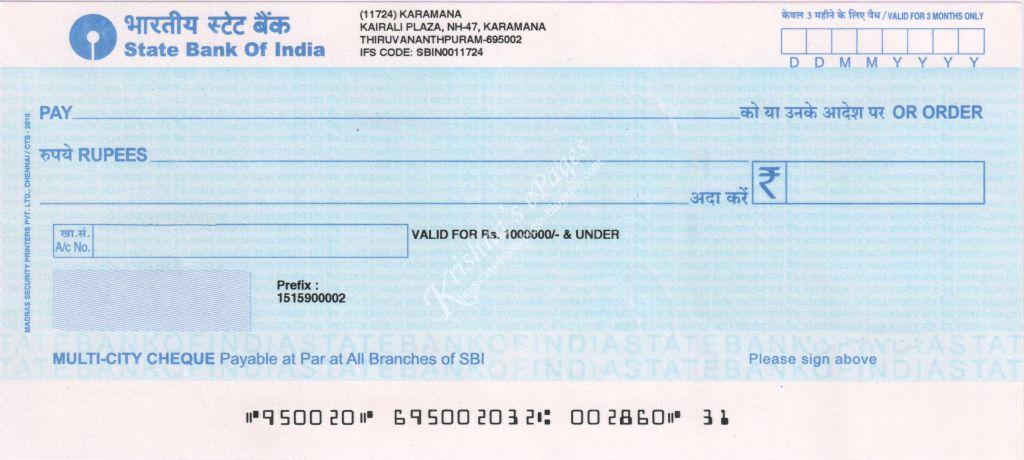 भारतीय स्टेट बैंक
State Bank Of India
(11724) KARAMANA
KAIRALI PLAZA, NH-47, KARAMANA
THIRUVANANTHPURAM-695002
IFS CODE: SBIN0011724
केवल 3 महीने के लिए वैध / VALID FOR 3 MONTHS ONLY
D D M M Y Y Y Y
PAY को या उनके आदेश पर OR ORDER
रुपये RUPEES
अदा करें ₹
खा.सं.
A/c No.
VALID FOR Rs. 1000000/- & UNDER
Prefix :
1515900002
MADRAS SECURITY PRINTERS PVT. LTD., CHENNAI / CTS - 2010
STATEBANKOFINDIASTATEBANKOFINDIASTAT
MULTI-CITY CHEQUE Payable at Par at All Branches of SBI
Please sign above
STATEBANKOFINDIASTATEBANKOFINDIASTAT
⑈950020⑈ 695002032⑆ 002860⑈ 31
Krishna's ePages